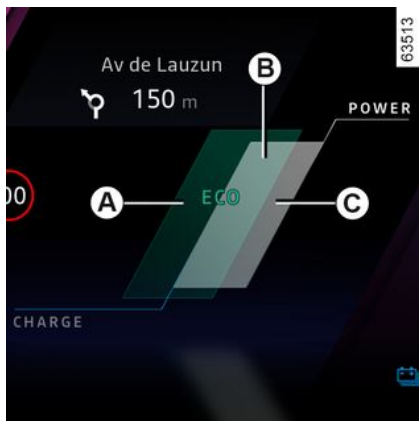 63513
Av de Lauzun
150 m
B
POWER
00
A
ECO
C
CHARGE